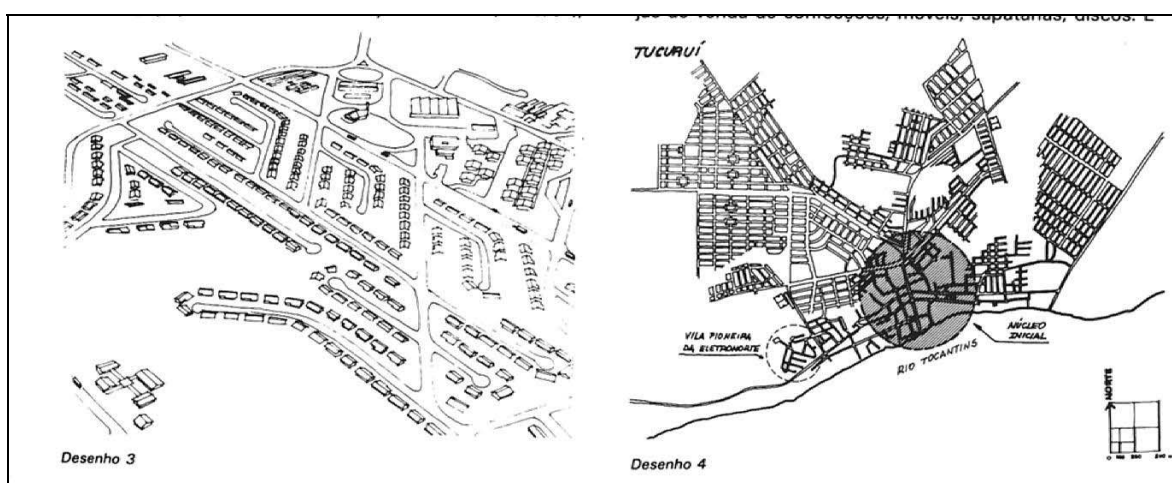 jas de venda de confecções, móveis, sapatarias, discos. E
TUCURUÍ
VILA PIONEIRA
DA ELETRONORTE
NÚCLEO
INICIAL
RIO TOCANTINS
NORTE
Desenho 3
Desenho 4